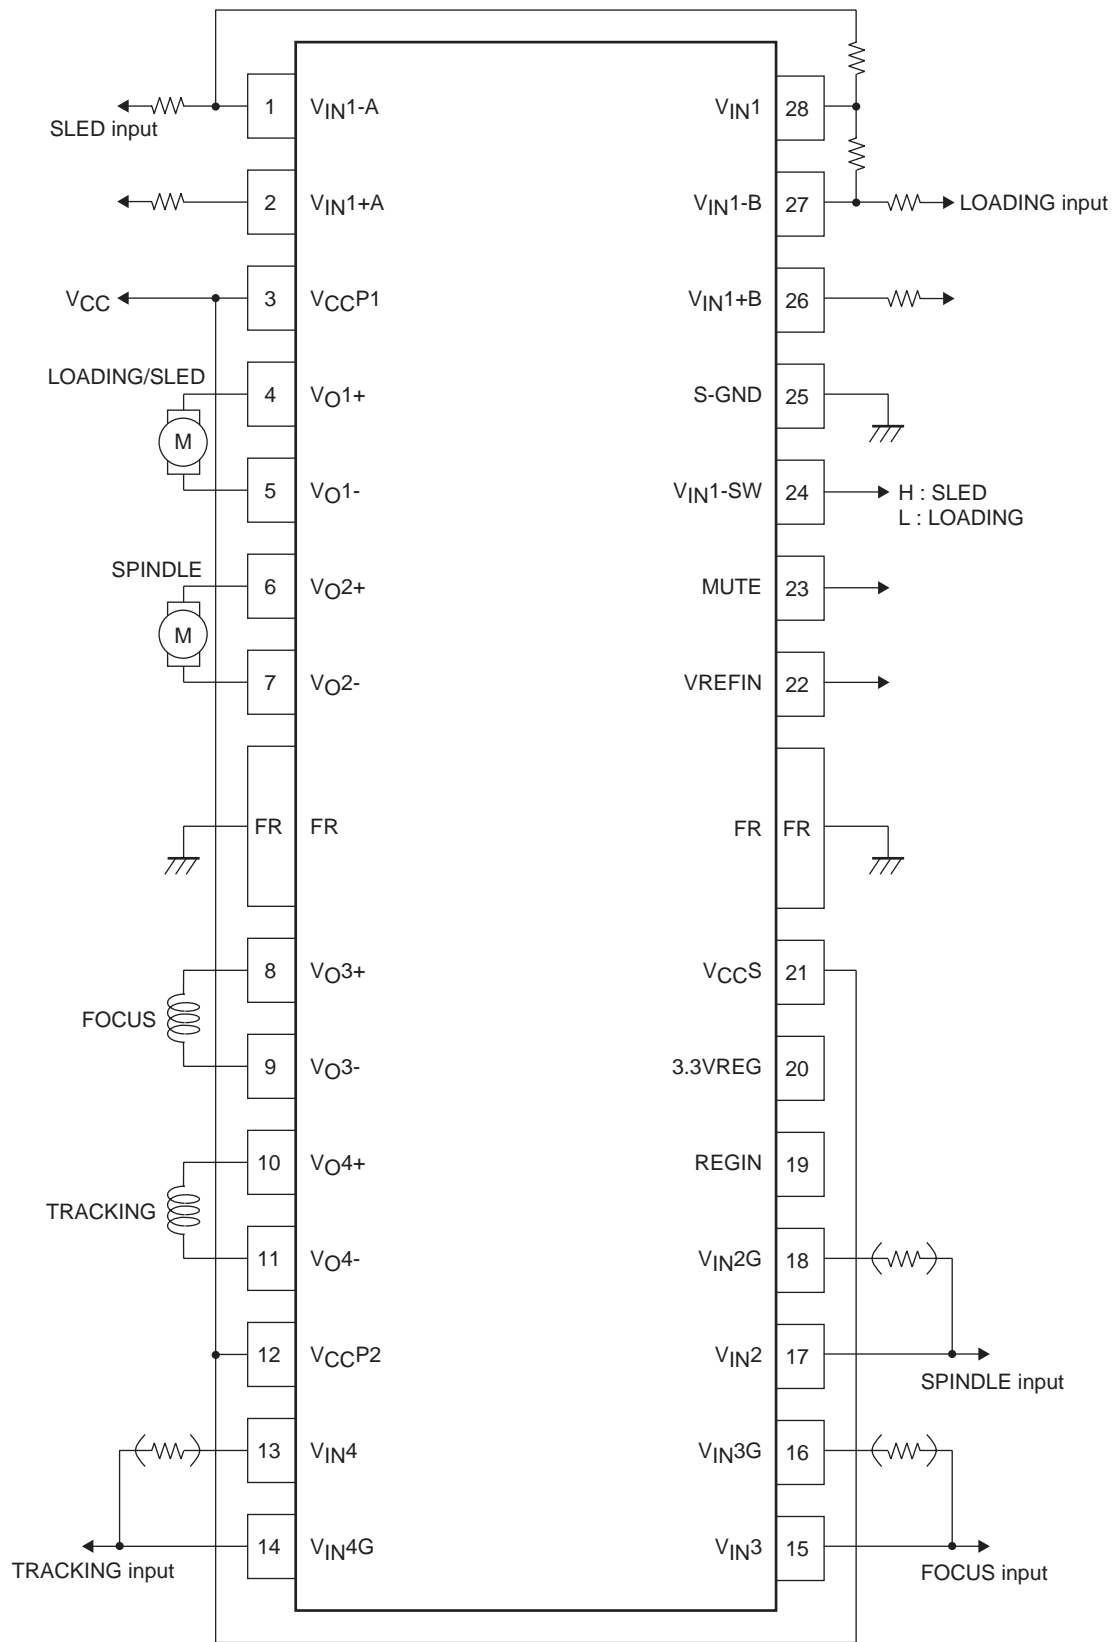 1 VIN1-A VIN1 28
SLED input
2 VIN1+A VIN1-B 27 LOADING input
VCC 3 VCCP1 VIN1+B 26
LOADING/SLED
4 VO1+ S-GND 25
M
5 VO1- VIN1-SW 24 H : SLED
L : LOADING
SPINDLE
6 VO2+ MUTE 23
M
7 VO2- VREFIN 22
FR FR FR FR
8 VO3+ VCCS 21
FOCUS
9 VO3- 3.3VREG 20
10 VO4+ REGIN 19
TRACKING
11 VO4- VIN2G 18
12 VCCP2 VIN2 17
SPINDLE input
13 VIN4 VIN3G 16
14 VIN4G VIN3 15
TRACKING input FOCUS input